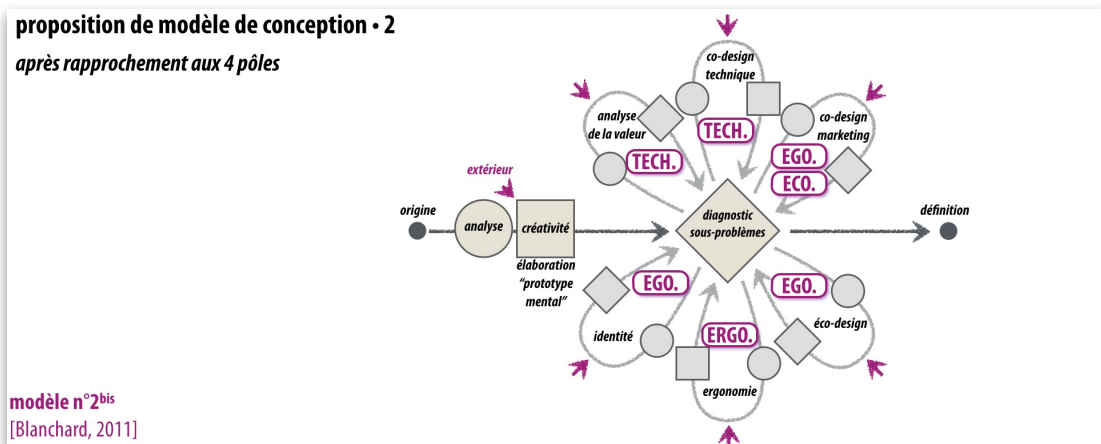 proposition de modèle de conception • 2
après rapprochement aux 4 pôles
co-design
technique
analyse
de la valeur
co-design
marketing
TECH.
TECH.
EGO.
ECO.
extérieur
origine
analyse
créativité
diagnostic
sous-problèmes
définition
élaboration
"prototype
mental"
EGO.
EGO.
identité
ERGO.
éco-design
ergonomie
modèle n°2bis
[Blanchard, 2011]